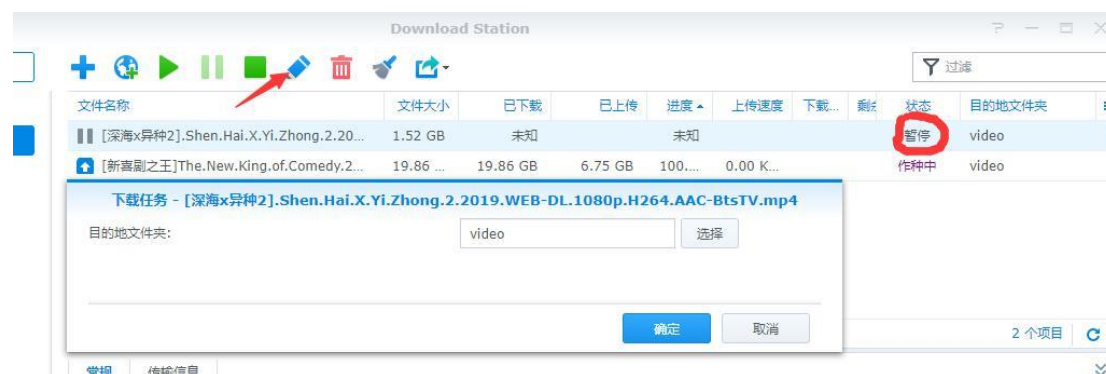 Download Station
过滤
文件名称 文件大小 已下载 已上传 进度 上传速度 下载... 状态 目的地文件夹
[深海x异种2].Shen.Hai.X.Yi.Zhong.2.20... 1.52 GB 未知 未知 暂停 video
[新喜剧之王]The.New.King.of.Comedy.2... 19.86 ... 19.86 GB 6.75 GB 100.... 0.00 K... 作种中 video
下载任务 - [深海x异种2].Shen.Hai.X.Yi.Zhong.2.2019.WEB-DL.1080p.H264.AAC-BtsTV.mp4
目的地文件夹: video 选择
确定 取消
2 个项目
常规 传输信息